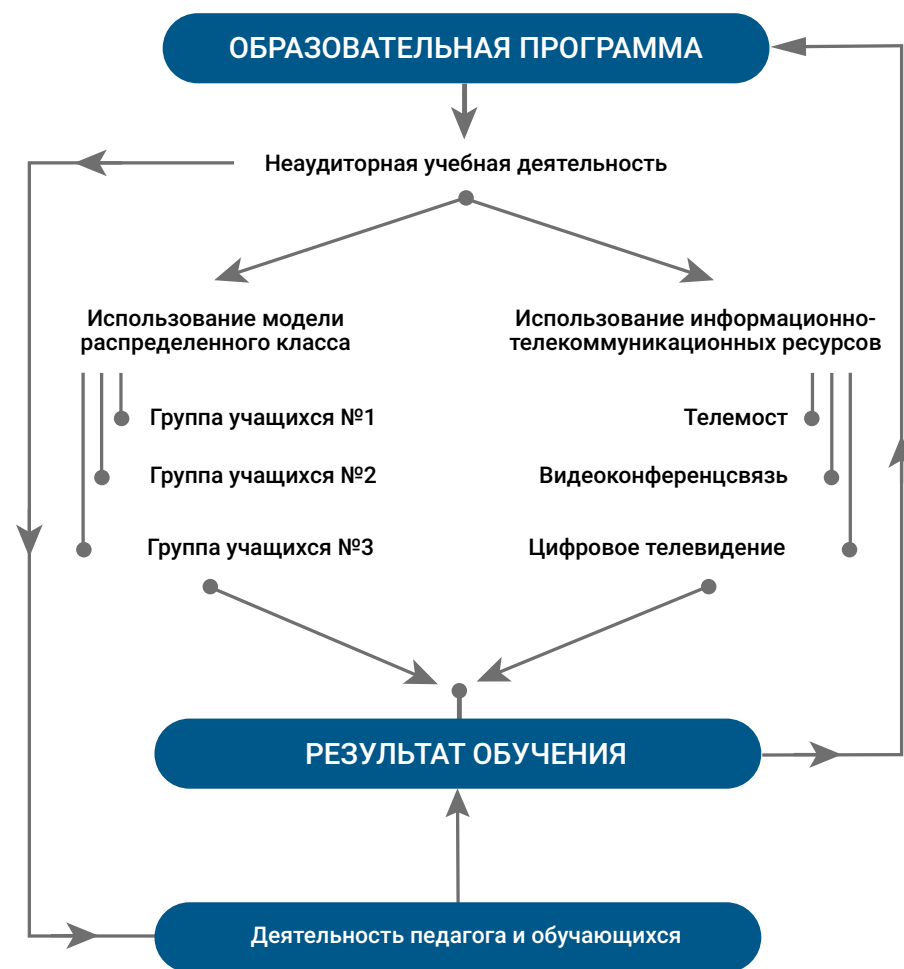 ОБРАЗОВАТЕЛЬНАЯ ПРОГРАММА
Неаудиторная учебная деятельность
Использование модели
распределенного класса
Группа учащихся №1
Группа учащихся №2
Группа учащихся №3
Использование информационно-
телекоммуникационных ресурсов
Телемост
Видеоконференцсвязь
Цифровое телевидение
РЕЗУЛЬТАТ ОБУЧЕНИЯ
Деятельность педагога и обучающихся